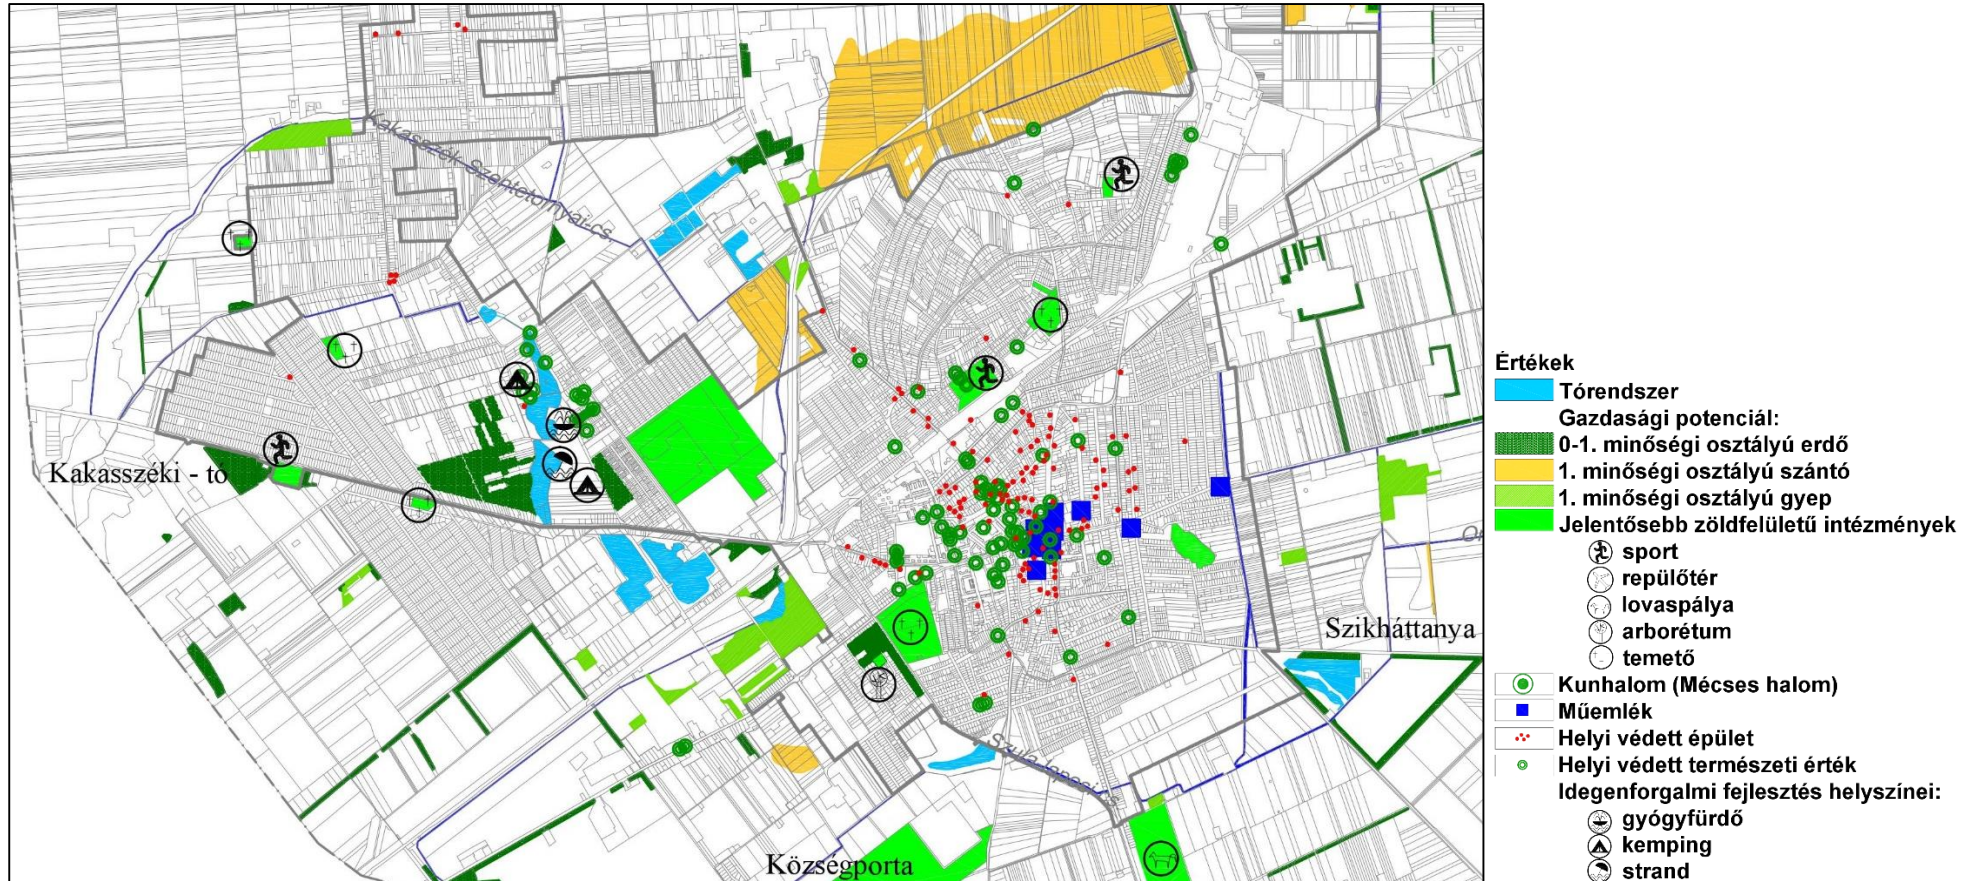 Kakasszék-Szentetornyai-cs.
Kakasszéki - tó
Szikháttanya
Községporta
Értékek
Tórendszer
Gazdasági potenciál:
0-1. minőségi osztályú erdő
1. minőségi osztályú szántó
1. minőségi osztályú gyep
Jelentősebb zöldfelületű intézmények
sport
repülőtér
lovaspálya
arborétum
temető
Kunhalom (Mécses halom)
Műemlék
Helyi védett épület
Helyi védett természeti érték
Idegenforgalmi fejlesztés helyszínei:
gyógyfürdő
kemping
strand